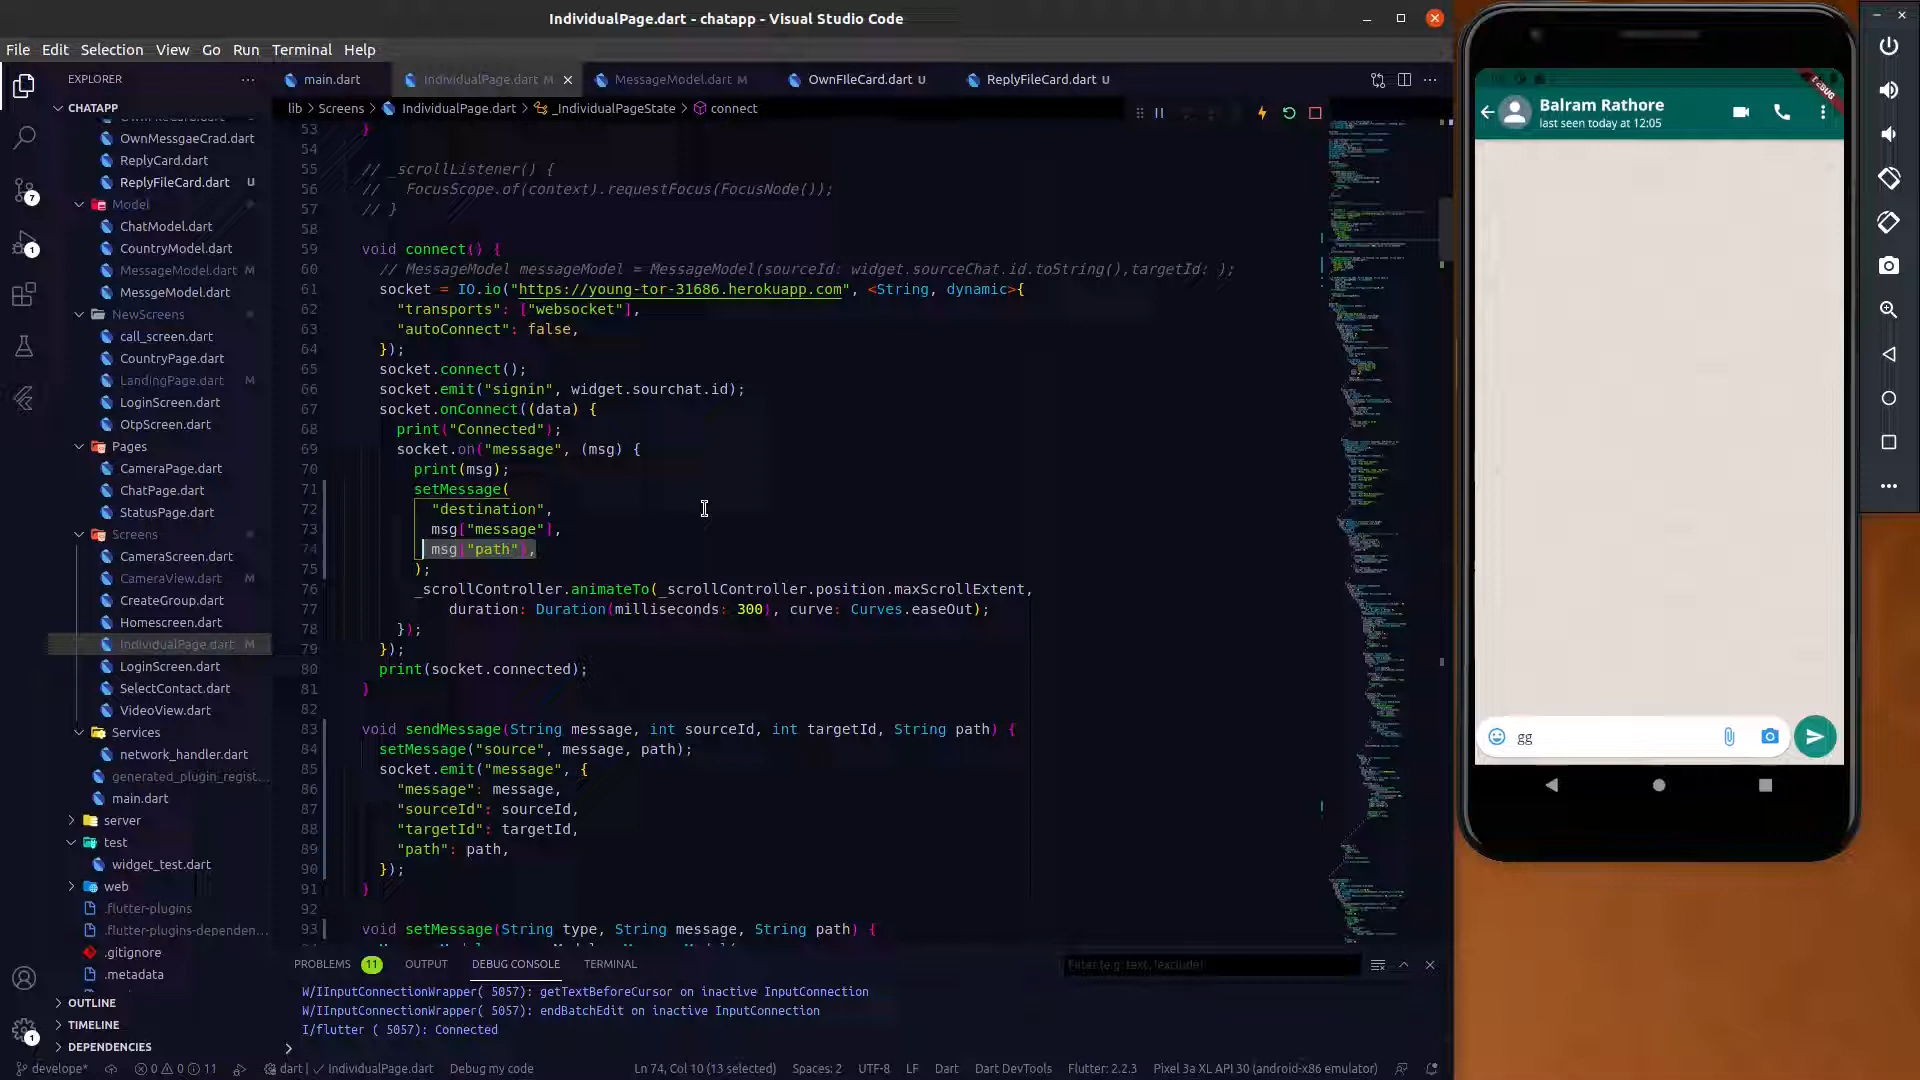 IndividualPage.dart - chatapp - Visual Studio Code
File Edit Selection View Go Run Terminal Help
EXPLORER
main.dart
IndividualPage.dart M
MessageModel.dart M
OwnFIleCard.dart U
ReplyFileCard.dart U
CHATAPP
lib > Screens > IndividualPage.dart > _IndividualPageState > connect
OwnMessgaeCrad.dart
ReplyCard.dart
ReplyFileCard.dart U
Model
ChatModel.dart
CountryModel.dart
MessageModel.dart M
MessgeModel.dart
NewScreens
call_screen.dart
CountryPage.dart
LandingPage.dart M
LoginScreen.dart
OtpScreen.dart
Pages
CameraPage.dart
ChatPage.dart
StatusPage.dart
Screens
CameraScreen.dart
CameraView.dart M
CreateGroup.dart
Homescreen.dart
IndividualPage.dart M
LoginScreen.dart
SelectContact.dart
VideoView.dart
Services
network_handler.dart
generated_plugin_regist...
main.dart
server
test
widget_test.dart
web
.flutter-plugins
.flutter-plugins-dependen...
.gitignore
.metadata
OUTLINE
TIMELINE
DEPENDENCIES
7
1
1
53 }
54
55 // _scrollListener() {
56 //   FocusScope.of(context).requestFocus(FocusNode());
57 // }
58
59 void connect() {
60 // MessageModel messageModel = MessageModel(sourceId: widget.sourceChat.id.toString(),targetId: );
61 socket = IO.io("https://young-tor-31686.herokuapp.com", <String, dynamic>{
62 "transports": ["websocket"],
63 "autoConnect": false,
64 });
65 socket.connect();
66 socket.emit("signin", widget.sourchat.id);
67 socket.onConnect((data) {
68 print("Connected");
69 socket.on("message", (msg) {
70 print(msg);
71 setMessage(
72 "destination",
73 msg["message"],
74 msg["path"],
75 );
76 _scrollController.animateTo(_scrollController.position.maxScrollExtent,
77 duration: Duration(milliseconds: 300), curve: Curves.easeOut);
78 });
79 });
80 print(socket.connected);
81 }
82
83 void sendMessage(String message, int sourceId, int targetId, String path) {
84 setMessage("source", message, path);
85 socket.emit("message", {
86 "message": message,
87 "sourceId": sourceId,
88 "targetId": targetId,
89 "path": path,
90 });
91 }
92
93 void setMessage(String type, String message, String path) {
PROBLEMS 11 OUTPUT DEBUG CONSOLE TERMINAL
Filter (e.g. text, !exclude)
W/IInputConnectionWrapper( 5057): getTextBeforeCursor on inactive InputConnection
W/IInputConnectionWrapper( 5057): endBatchEdit on inactive InputConnection
I/flutter ( 5057): Connected
develope* 0 0 11 dart | IndividualPage.dart Debug my code Ln 74, Col 10 (13 selected) Spaces: 2 UTF-8 LF Dart Dart DevTools Flutter: 2.2.3 Pixel 3a XL API 30 (android-x86 emulator)
DEBUG
Balram Rathore
last seen today at 12:05
gg